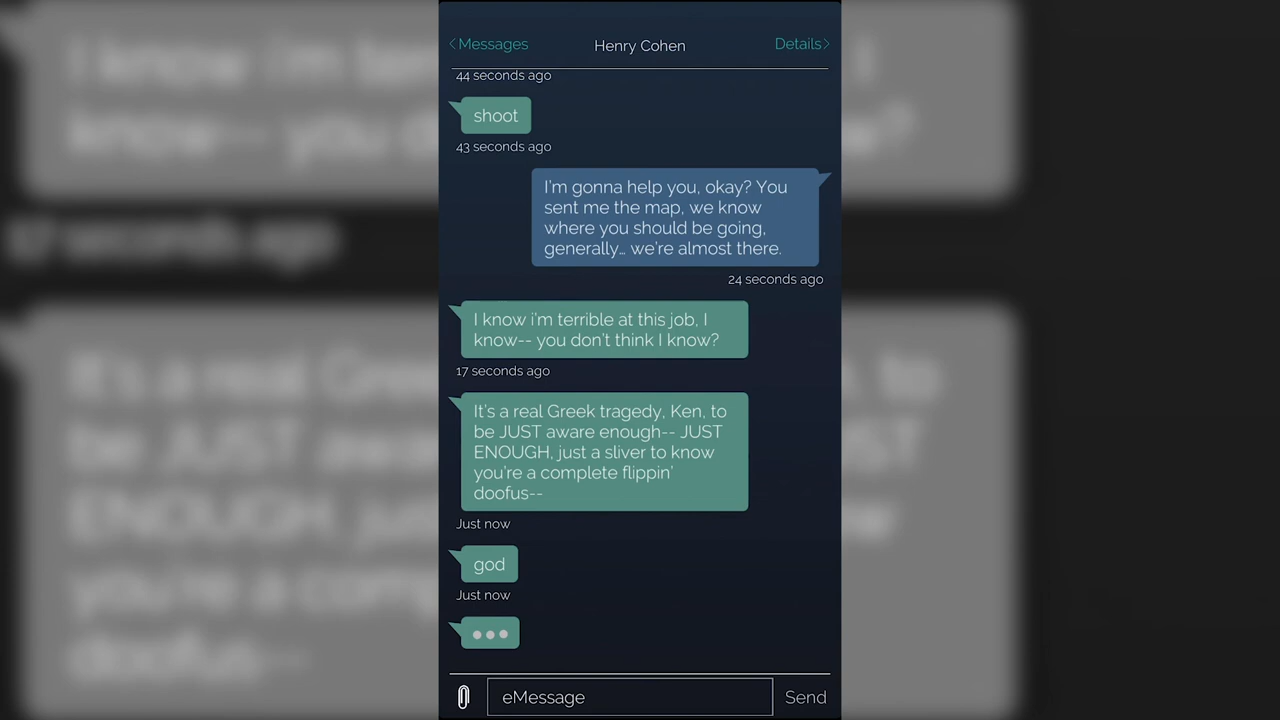 Messages
Henry Cohen
Details
44 seconds ago
shoot
43 seconds ago
I'm gonna help you, okay? You
sent me the map, we know
where you should be going,
generally... we're almost there.
24 seconds ago
I know i'm terrible at this job, I
know-- you don't think I know?
17 seconds ago
It's a real Greek tragedy, Ken, to
be JUST aware enough-- JUST
ENOUGH, just a sliver to know
you're a complete flippin'
doofus--
Just now
god
Just now
eMessage
Send